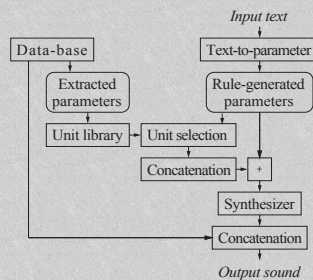 Input text
Data-base
Text-to-parameter
Extracted
parameters
Rule-generated
parameters
Unit library
Unit selection
Concatenation
+
Synthesizer
Concatenation
Output sound